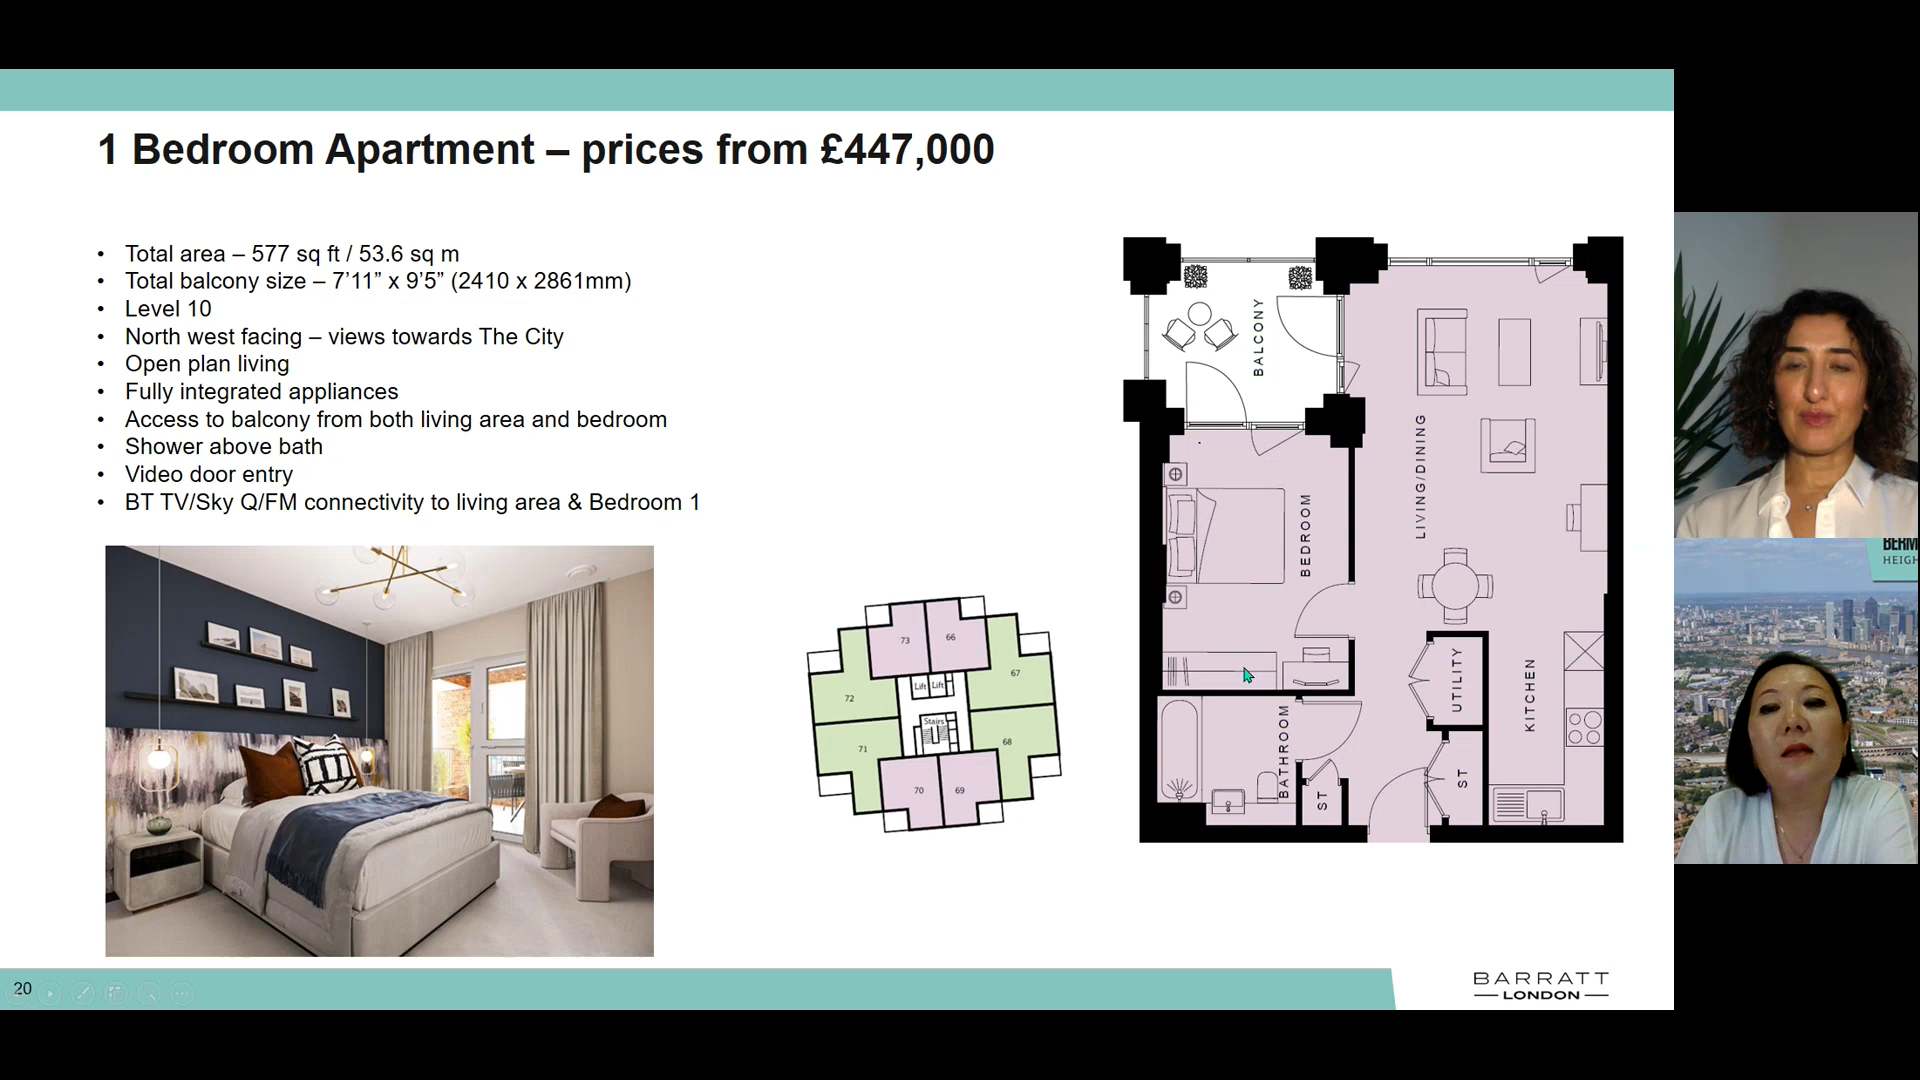 1 Bedroom Apartment – prices from £447,000
• Total area – 577 sq ft / 53.6 sq m
• Total balcony size – 7’11” x 9’5” (2410 x 2861mm)
• Level 10
• North west facing – views towards The City
• Open plan living
• Fully integrated appliances
• Access to balcony from both living area and bedroom
• Shower above bath
• Video door entry
• BT TV/Sky Q/FM connectivity to living area & Bedroom 1
73
66
72
Lift
Lift
67
71
Stairs
68
70
69
BALCONY
LIVING/DINING
BEDROOM
UTILITY
KITCHEN
BATHROOM
ST
ST
BERM
HEIGH
20
BARRATT
LONDON